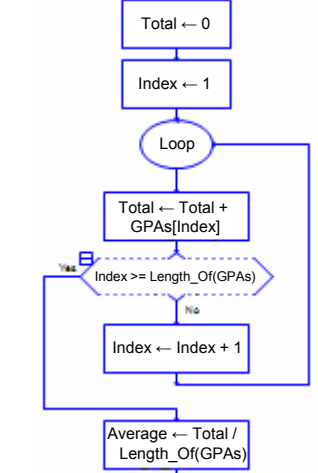 Total ← 0
Index ← 1
Loop
Total ← Total +
GPAs[Index]
Yes
Index >= Length_Of(GPAs)
No
Index ← Index + 1
Average ← Total /
Length_Of(GPAs)